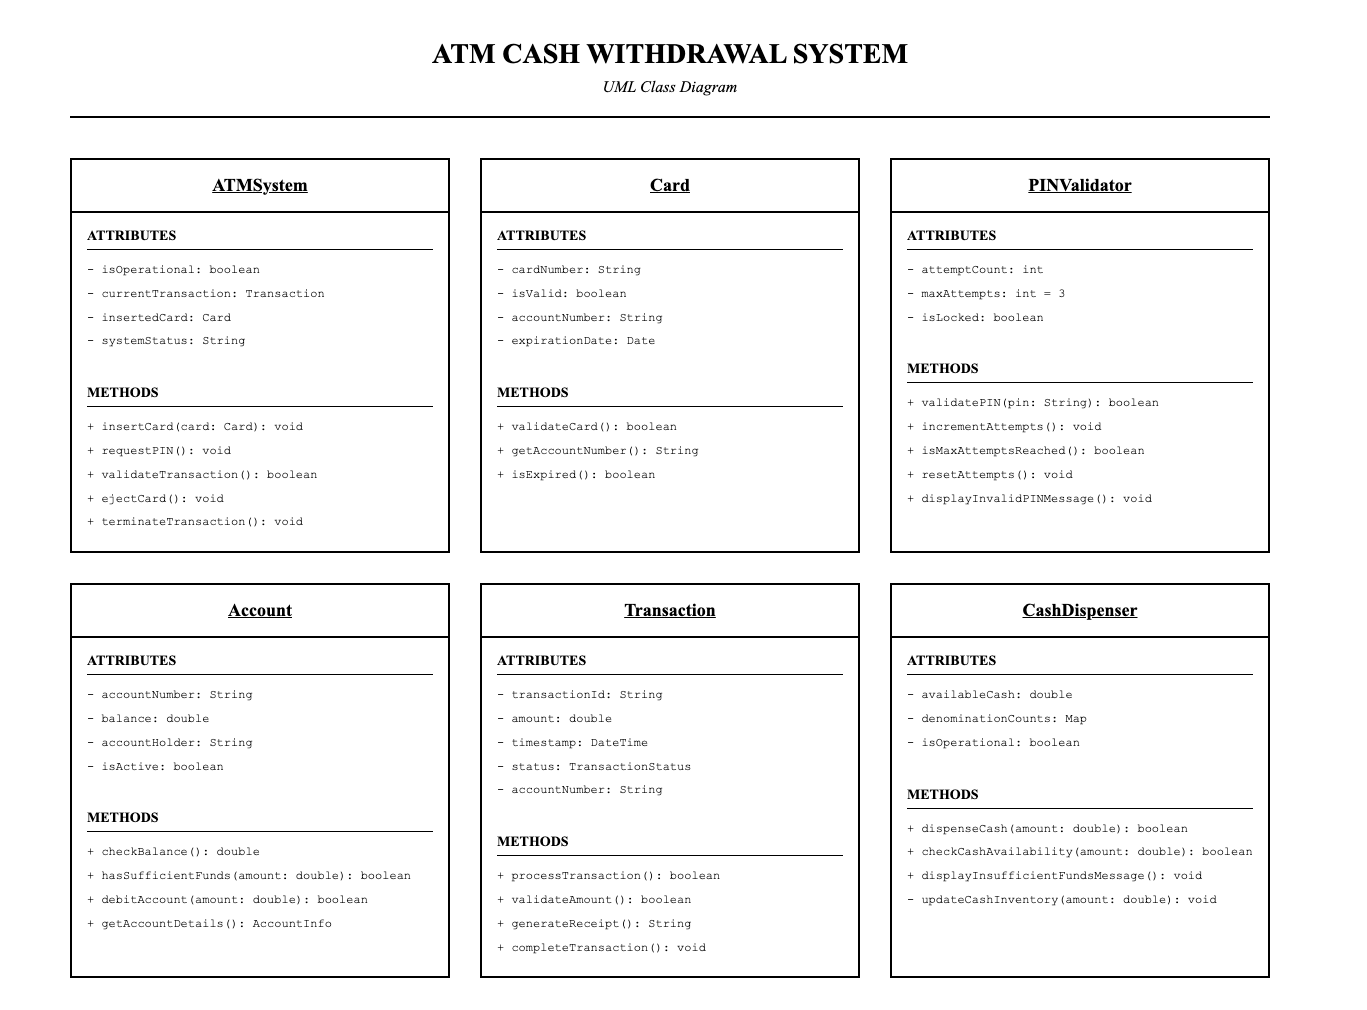 ATM CASH WITHDRAWAL SYSTEM
UML Class Diagram
ATMSystem
ATTRIBUTES
- isOperational: boolean
- currentTransaction: Transaction
- insertedCard: Card
- systemStatus: String
METHODS
+ insertCard(card: Card): void
+ requestPIN(): void
+ validateTransaction(): boolean
+ ejectCard(): void
+ terminateTransaction(): void
Card
ATTRIBUTES
- cardNumber: String
- isValid: boolean
- accountNumber: String
- expirationDate: Date
METHODS
+ validateCard(): boolean
+ getAccountNumber(): String
+ isExpired(): boolean
PINValidator
ATTRIBUTES
- attemptCount: int
- maxAttempts: int = 3
- isLocked: boolean
METHODS
+ validatePIN(pin: String): boolean
+ incrementAttempts(): void
+ isMaxAttemptsReached(): boolean
+ resetAttempts(): void
+ displayInvalidPINMessage(): void
Account
ATTRIBUTES
- accountNumber: String
- balance: double
- accountHolder: String
- isActive: boolean
METHODS
+ checkBalance(): double
+ hasSufficientFunds(amount: double): boolean
+ debitAccount(amount: double): boolean
+ getAccountDetails(): AccountInfo
Transaction
ATTRIBUTES
- transactionId: String
- amount: double
- timestamp: DateTime
- status: TransactionStatus
- accountNumber: String
METHODS
+ processTransaction(): boolean
+ validateAmount(): boolean
+ generateReceipt(): String
+ completeTransaction(): void
CashDispenser
ATTRIBUTES
- availableCash: double
- denominationCounts: Map
- isOperational: boolean
METHODS
+ dispenseCash(amount: double): boolean
+ checkCashAvailability(amount: double): boolean
+ displayInsufficientFundsMessage(): void
- updateCashInventory(amount: double): void